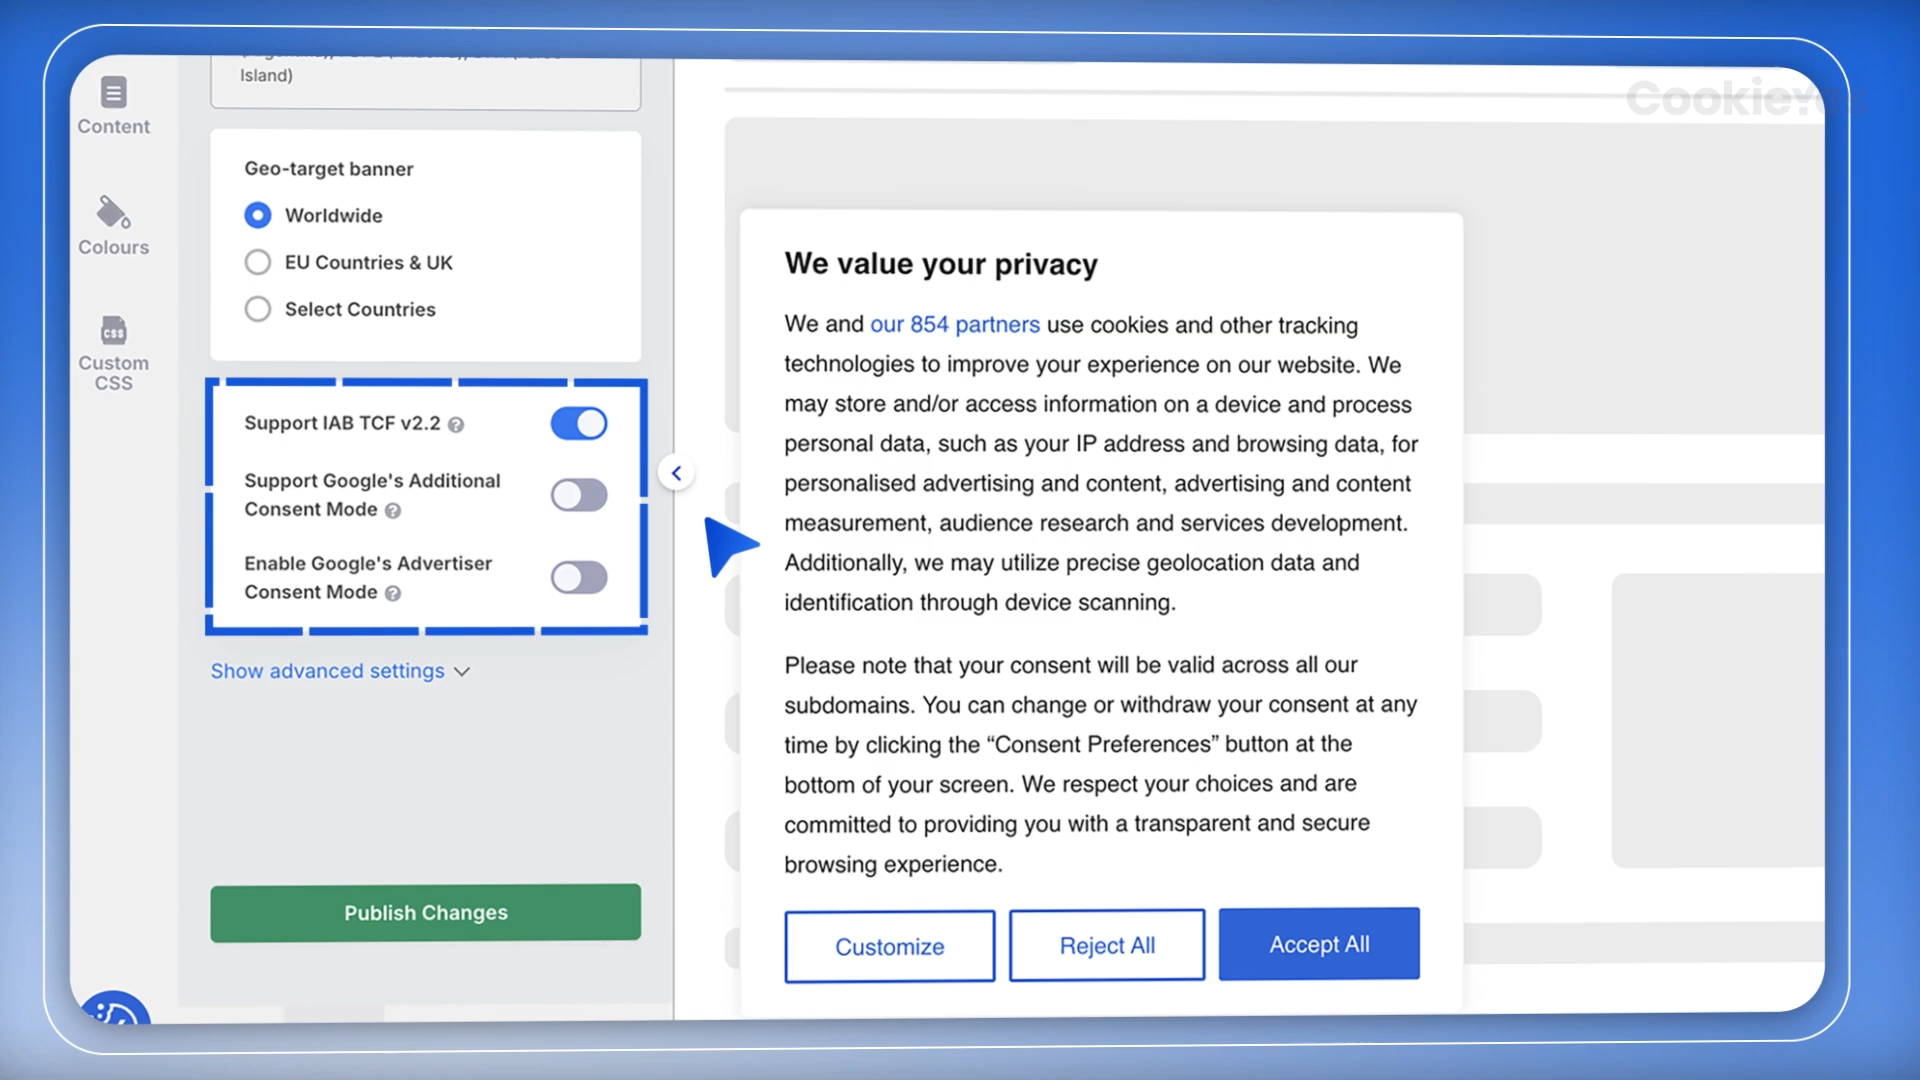 Island)
CookieYes
Content
Colours
CSS
Custom
CSS
Geo-target banner
Worldwide
EU Countries & UK
Select Countries
Support IAB TCF v2.2 ?
Support Google's Additional
Consent Mode ?
Enable Google's Advertiser
Consent Mode ?
Show advanced settings
Publish Changes
We value your privacy
We and our 854 partners use cookies and other tracking
technologies to improve your experience on our website. We
may store and/or access information on a device and process
personal data, such as your IP address and browsing data, for
personalised advertising and content, advertising and content
measurement, audience research and services development.
Additionally, we may utilize precise geolocation data and
identification through device scanning.
Please note that your consent will be valid across all our
subdomains. You can change or withdraw your consent at any
time by clicking the “Consent Preferences” button at the
bottom of your screen. We respect your choices and are
committed to providing you with a transparent and secure
browsing experience.
Customize
Reject All
Accept All